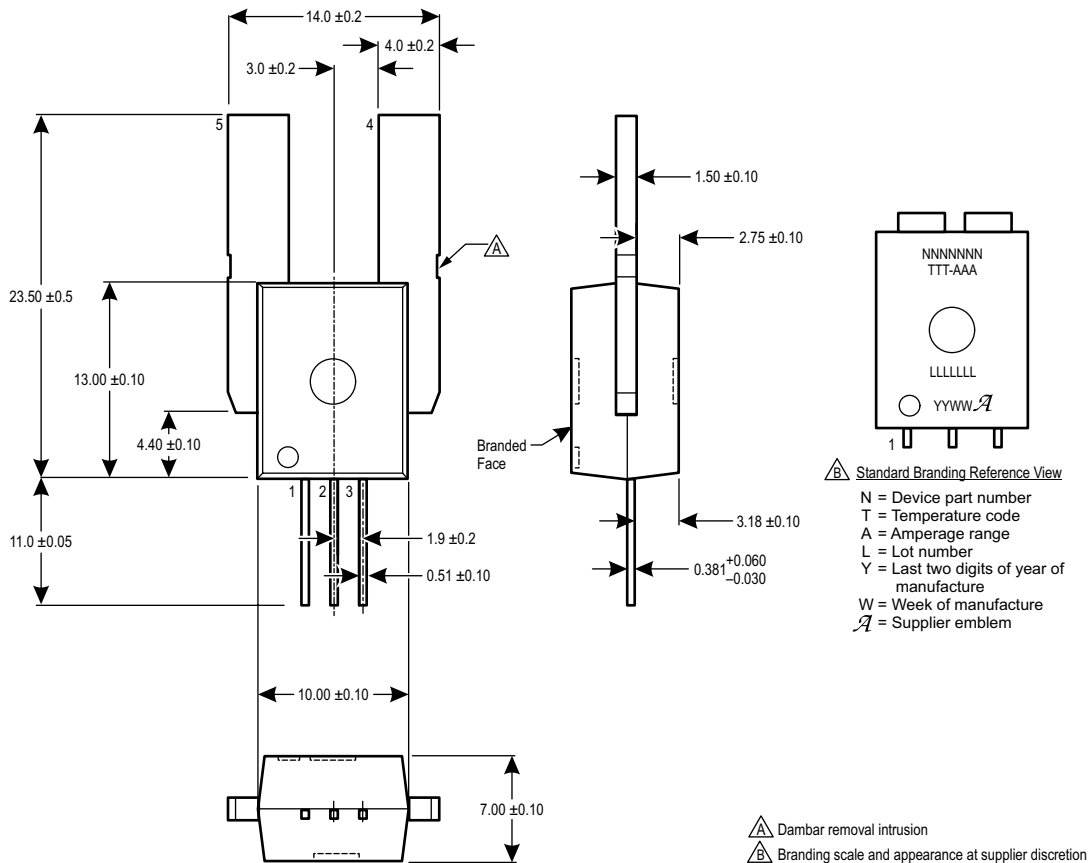 14.0 ±0.2
4.0 ±0.2
3.0 ±0.2
5
4
A
23.50 ±0.5
13.00 ±0.10
4.40 ±0.10
1
2
3
11.0 ±0.05
1.9 ±0.2
0.51 ±0.10
10.00 ±0.10
7.00 ±0.10
1.50 ±0.10
2.75 ±0.10
Branded
Face
3.18 ±0.10
0.381 +0.060
–0.030
NNNNNNN
TTT-AAA
LLLLLLL
YYWW A
1
B Standard Branding Reference View
N = Device part number
T = Temperature code
A = Amperage range
L = Lot number
Y = Last two digits of year of
manufacture
W = Week of manufacture
A = Supplier emblem
A Dambar removal intrusion
B Branding scale and appearance at supplier discretion